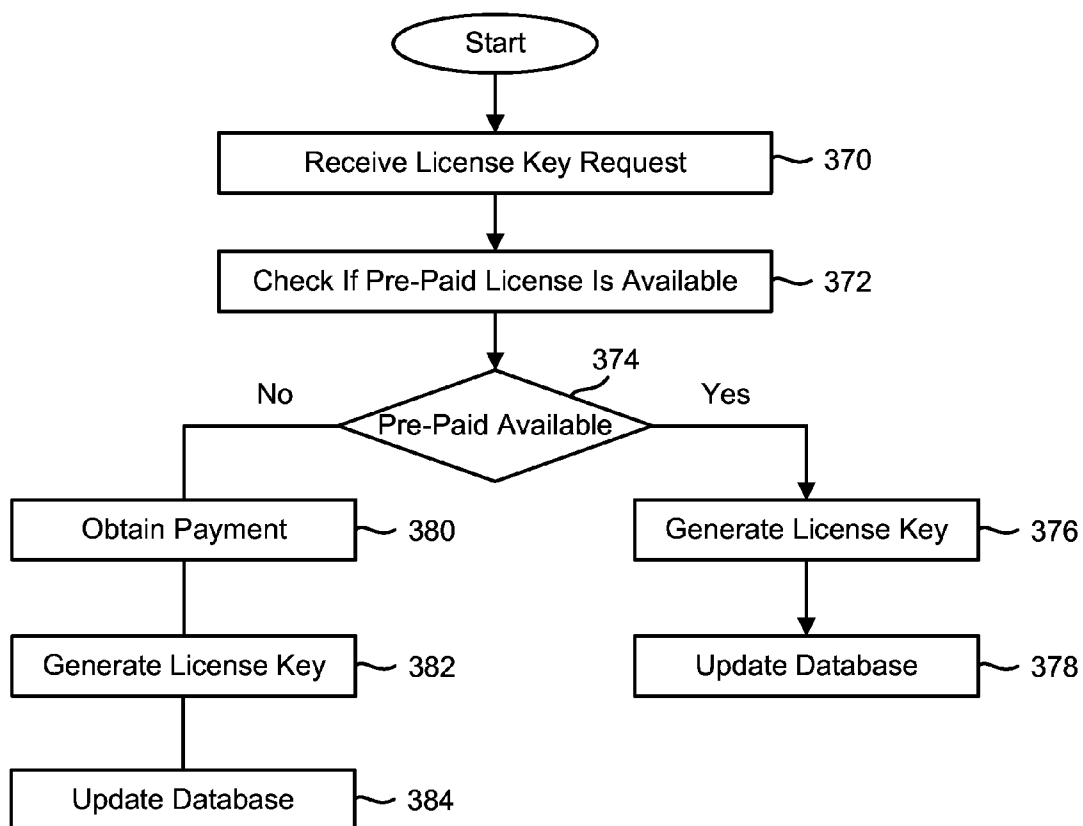 Start
Receive License Key Request
370
Check If Pre-Paid License Is Available
372
374
No
Yes
Pre-Paid Available
Obtain Payment
380
Generate License Key
376
Generate License Key
382
Update Database
378
Update Database
384